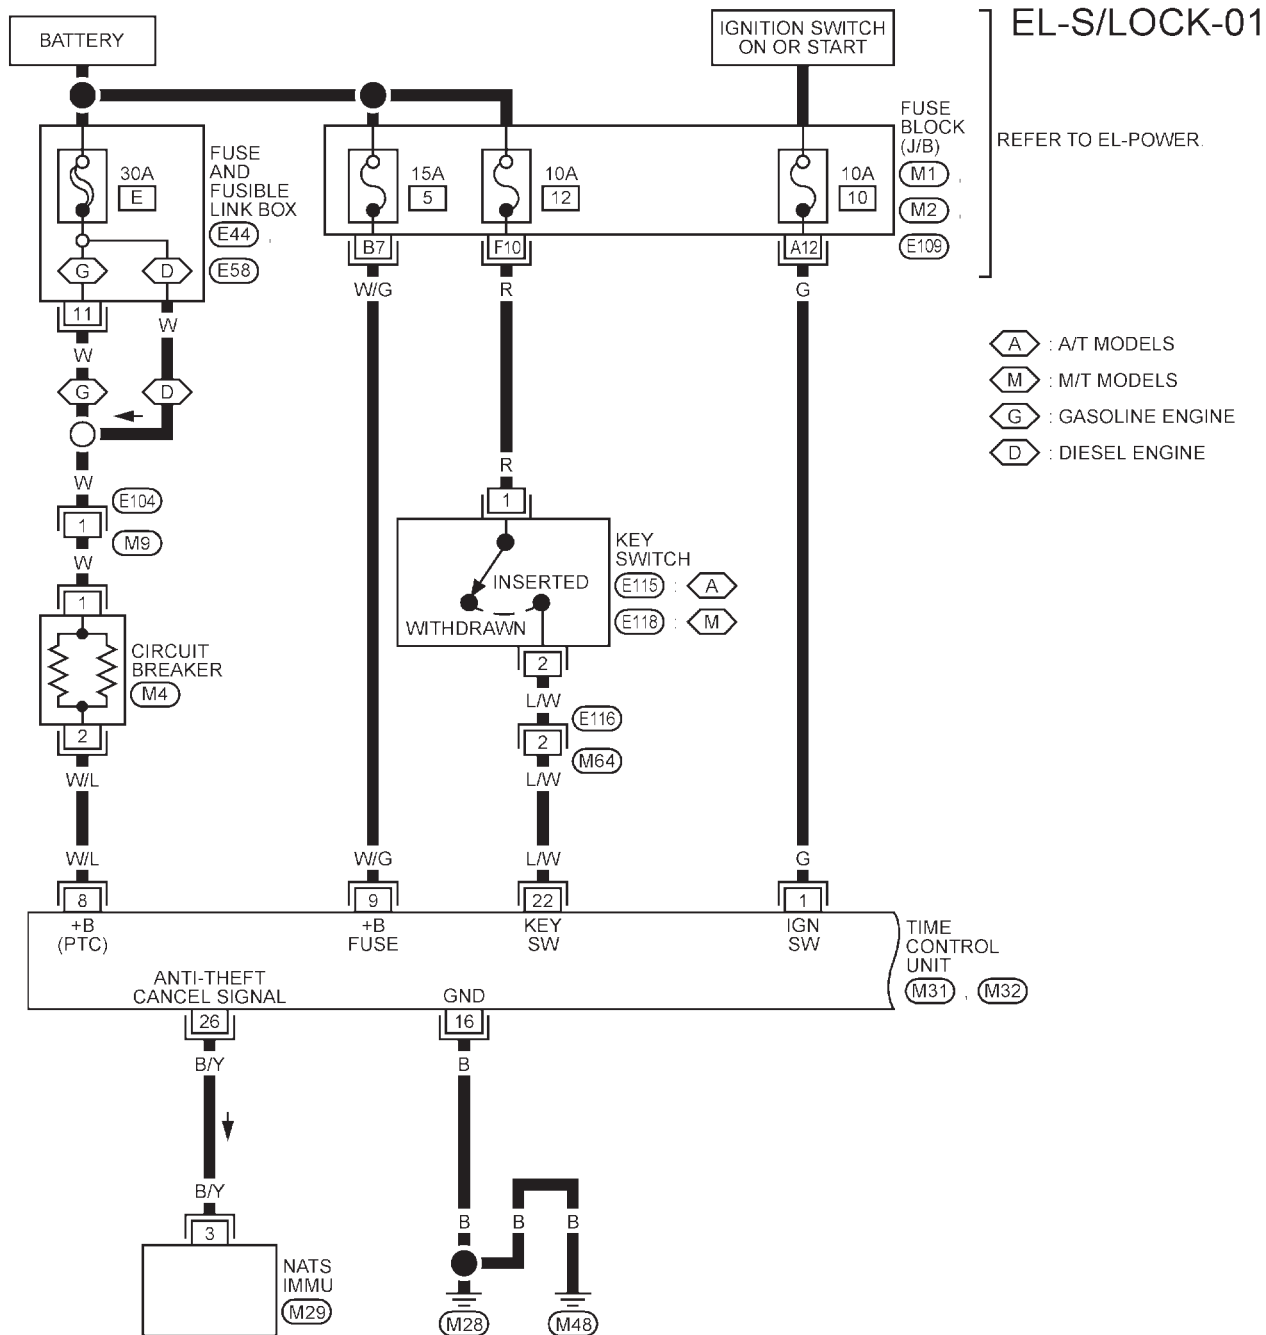 EL-S/LOCK-01
BATTERY
IGNITION SWITCH
ON OR START
REFER TO EL-POWER.
30A
E
FUSE
AND
FUSIBLE
LINK BOX
E44 ,
E58
15A
5
10A
12
10A
10
FUSE
BLOCK
(J/B)
M1 ,
M2 ,
E109
G
D
11
B7
F10
A12
W
W
W/G
R
G
G
D
A : A/T MODELS
M : M/T MODELS
G : GASOLINE ENGINE
D : DIESEL ENGINE
W
E104
1
M9
W
R
1
KEY
SWITCH
E115 : A
E118 : M
INSERTED
WITHDRAWN
1
CIRCUIT
BREAKER
M4
2
W/L
2
L/W
E116
2
M64
L/W
W/L
W/G
L/W
G
8
9
22
1
+B
(PTC)
+B
FUSE
KEY
SW
IGN
SW
TIME
CONTROL
UNIT
M31 , M32
ANTI-THEFT
CANCEL SIGNAL
GND
26
16
B/Y
B
B/Y
B
B
B
3
NATS
IMMU
M29
M28
M48